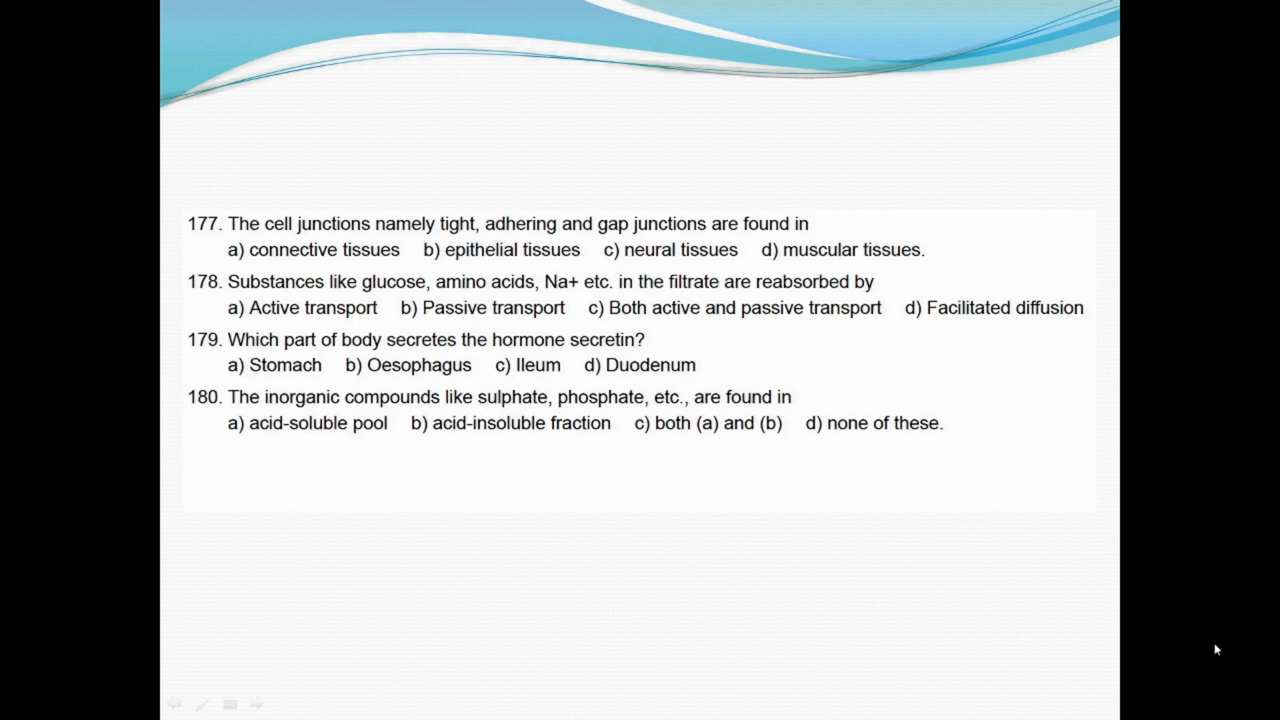 177. The cell junctions namely tight, adhering and gap junctions are found in
a) connective tissues b) epithelial tissues c) neural tissues d) muscular tissues.
178. Substances like glucose, amino acids, Na+ etc. in the filtrate are reabsorbed by
a) Active transport b) Passive transport c) Both active and passive transport d) Facilitated diffusion
179. Which part of body secretes the hormone secretin?
a) Stomach b) Oesophagus c) Ileum d) Duodenum
180. The inorganic compounds like sulphate, phosphate, etc., are found in
a) acid-soluble pool b) acid-insoluble fraction c) both (a) and (b) d) none of these.